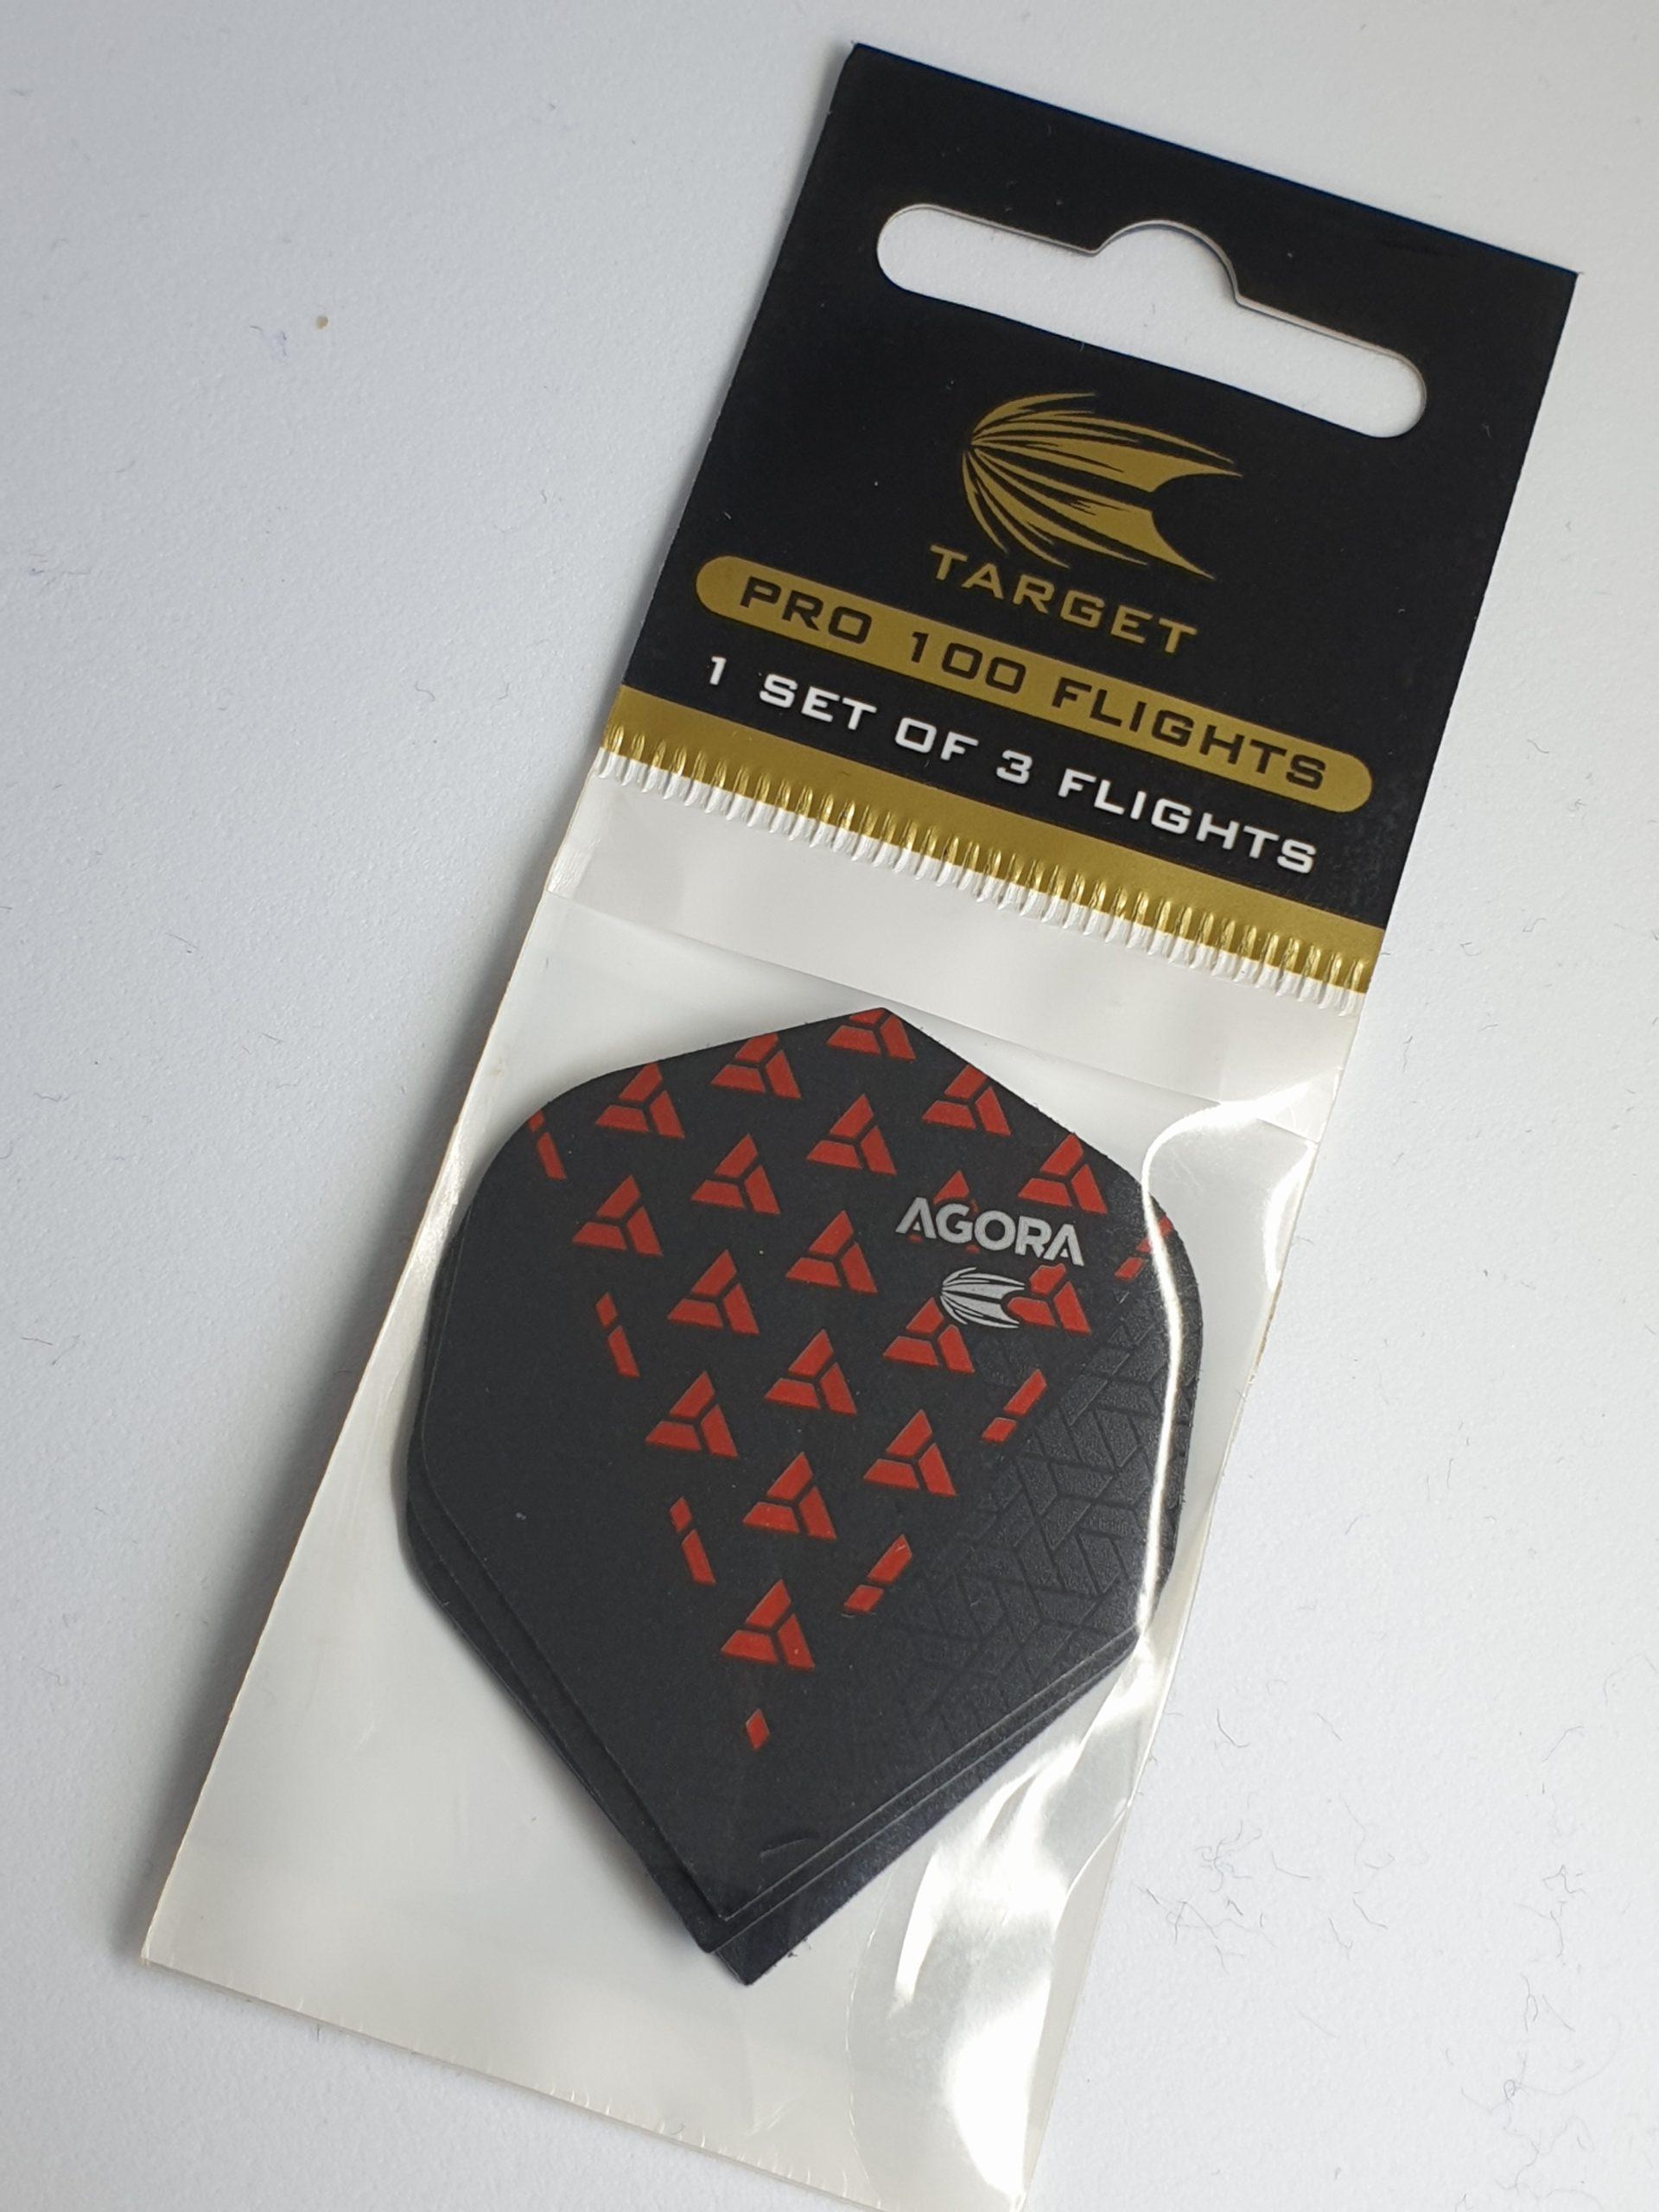 TARGET
PRO 100 FLIGHTS
1 SET OF 3 FLIGHTS
AGORA